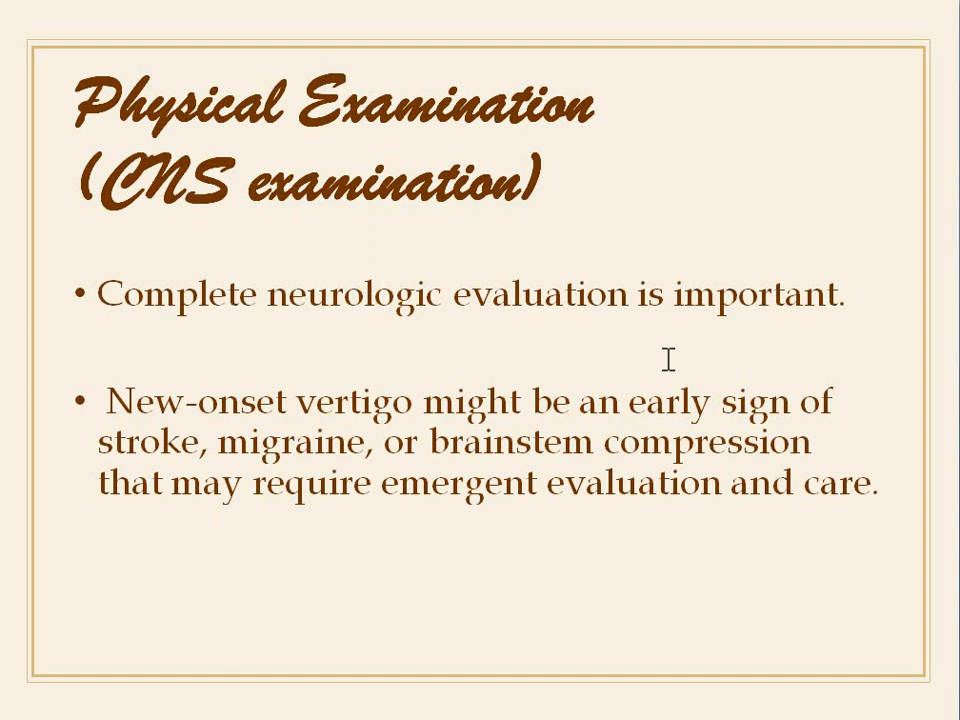 Physical Examination
(CNS examination)
• Complete neurologic evaluation is important.
• New-onset vertigo might be an early sign of
stroke, migraine, or brainstem compression
that may require emergent evaluation and care.